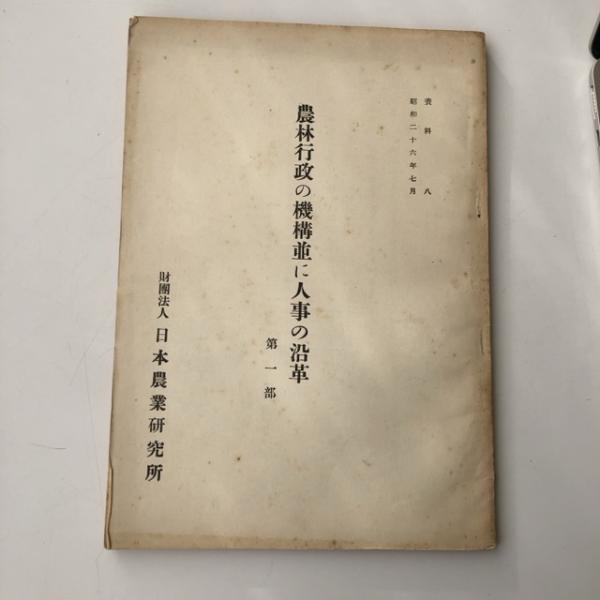 資料八
昭和二十六年七月
農林行政の機構並に人事の沿革
第一部
財團法人 日本農業硏究所